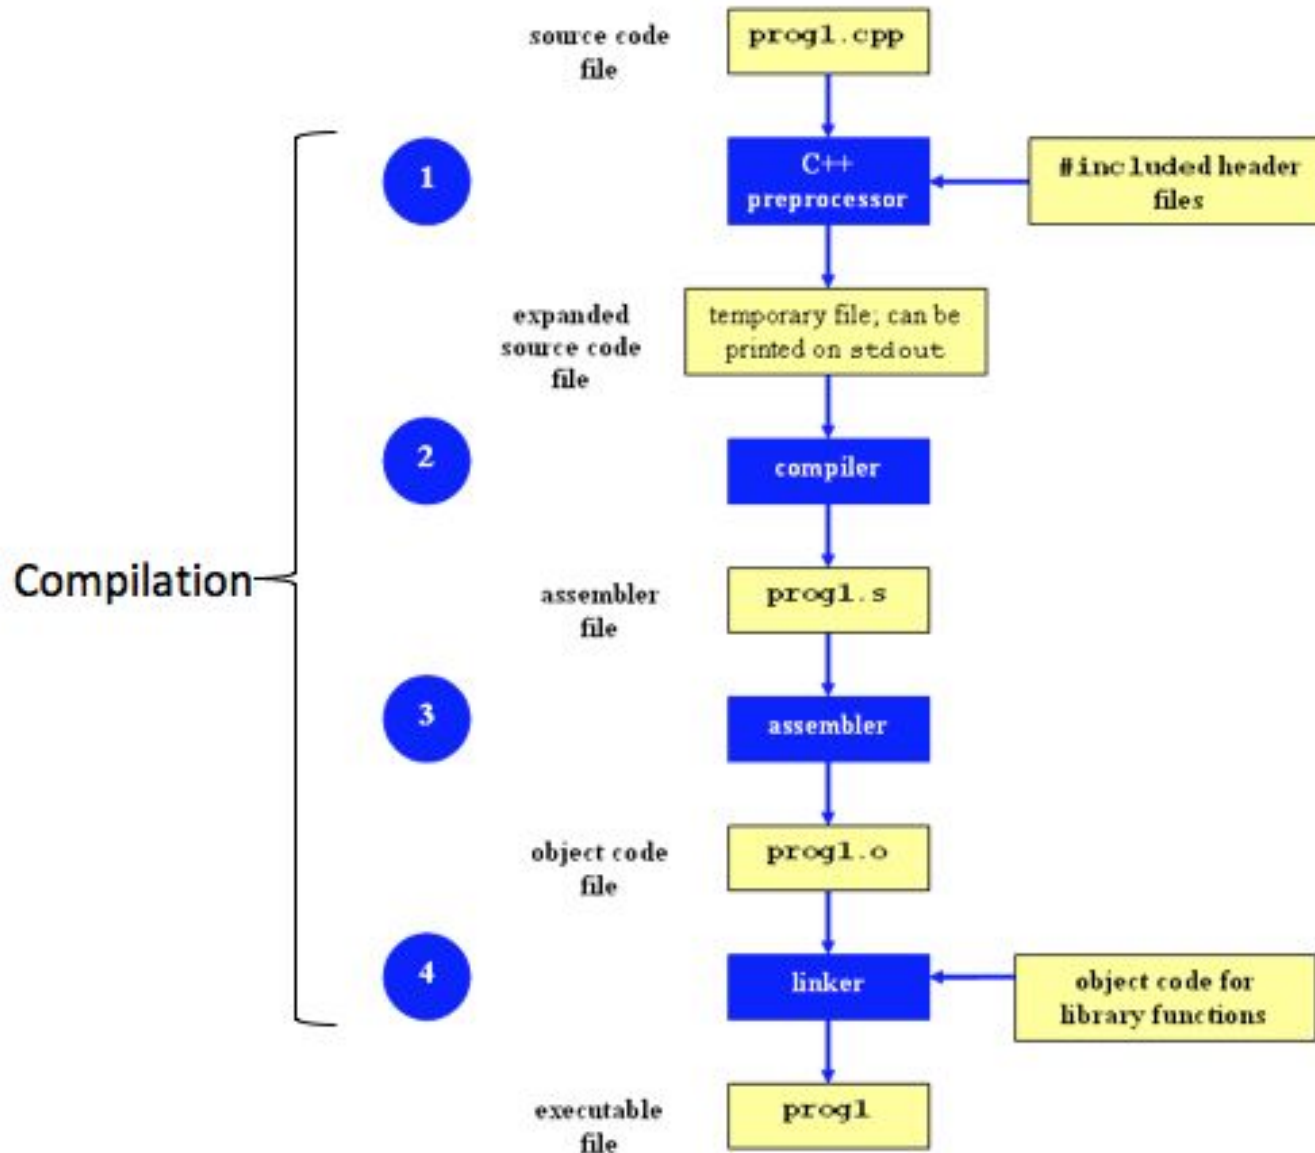 source code
file
prog1.cpp
1
C++
preprocessor
#included header
files
expanded
source code
file
temporary file; can be
printed on stdout
2
compiler
Compilation
assembler
file
prog1.s
3
assembler
object code
file
prog1.o
4
linker
object code for
library functions
executable
file
prog1